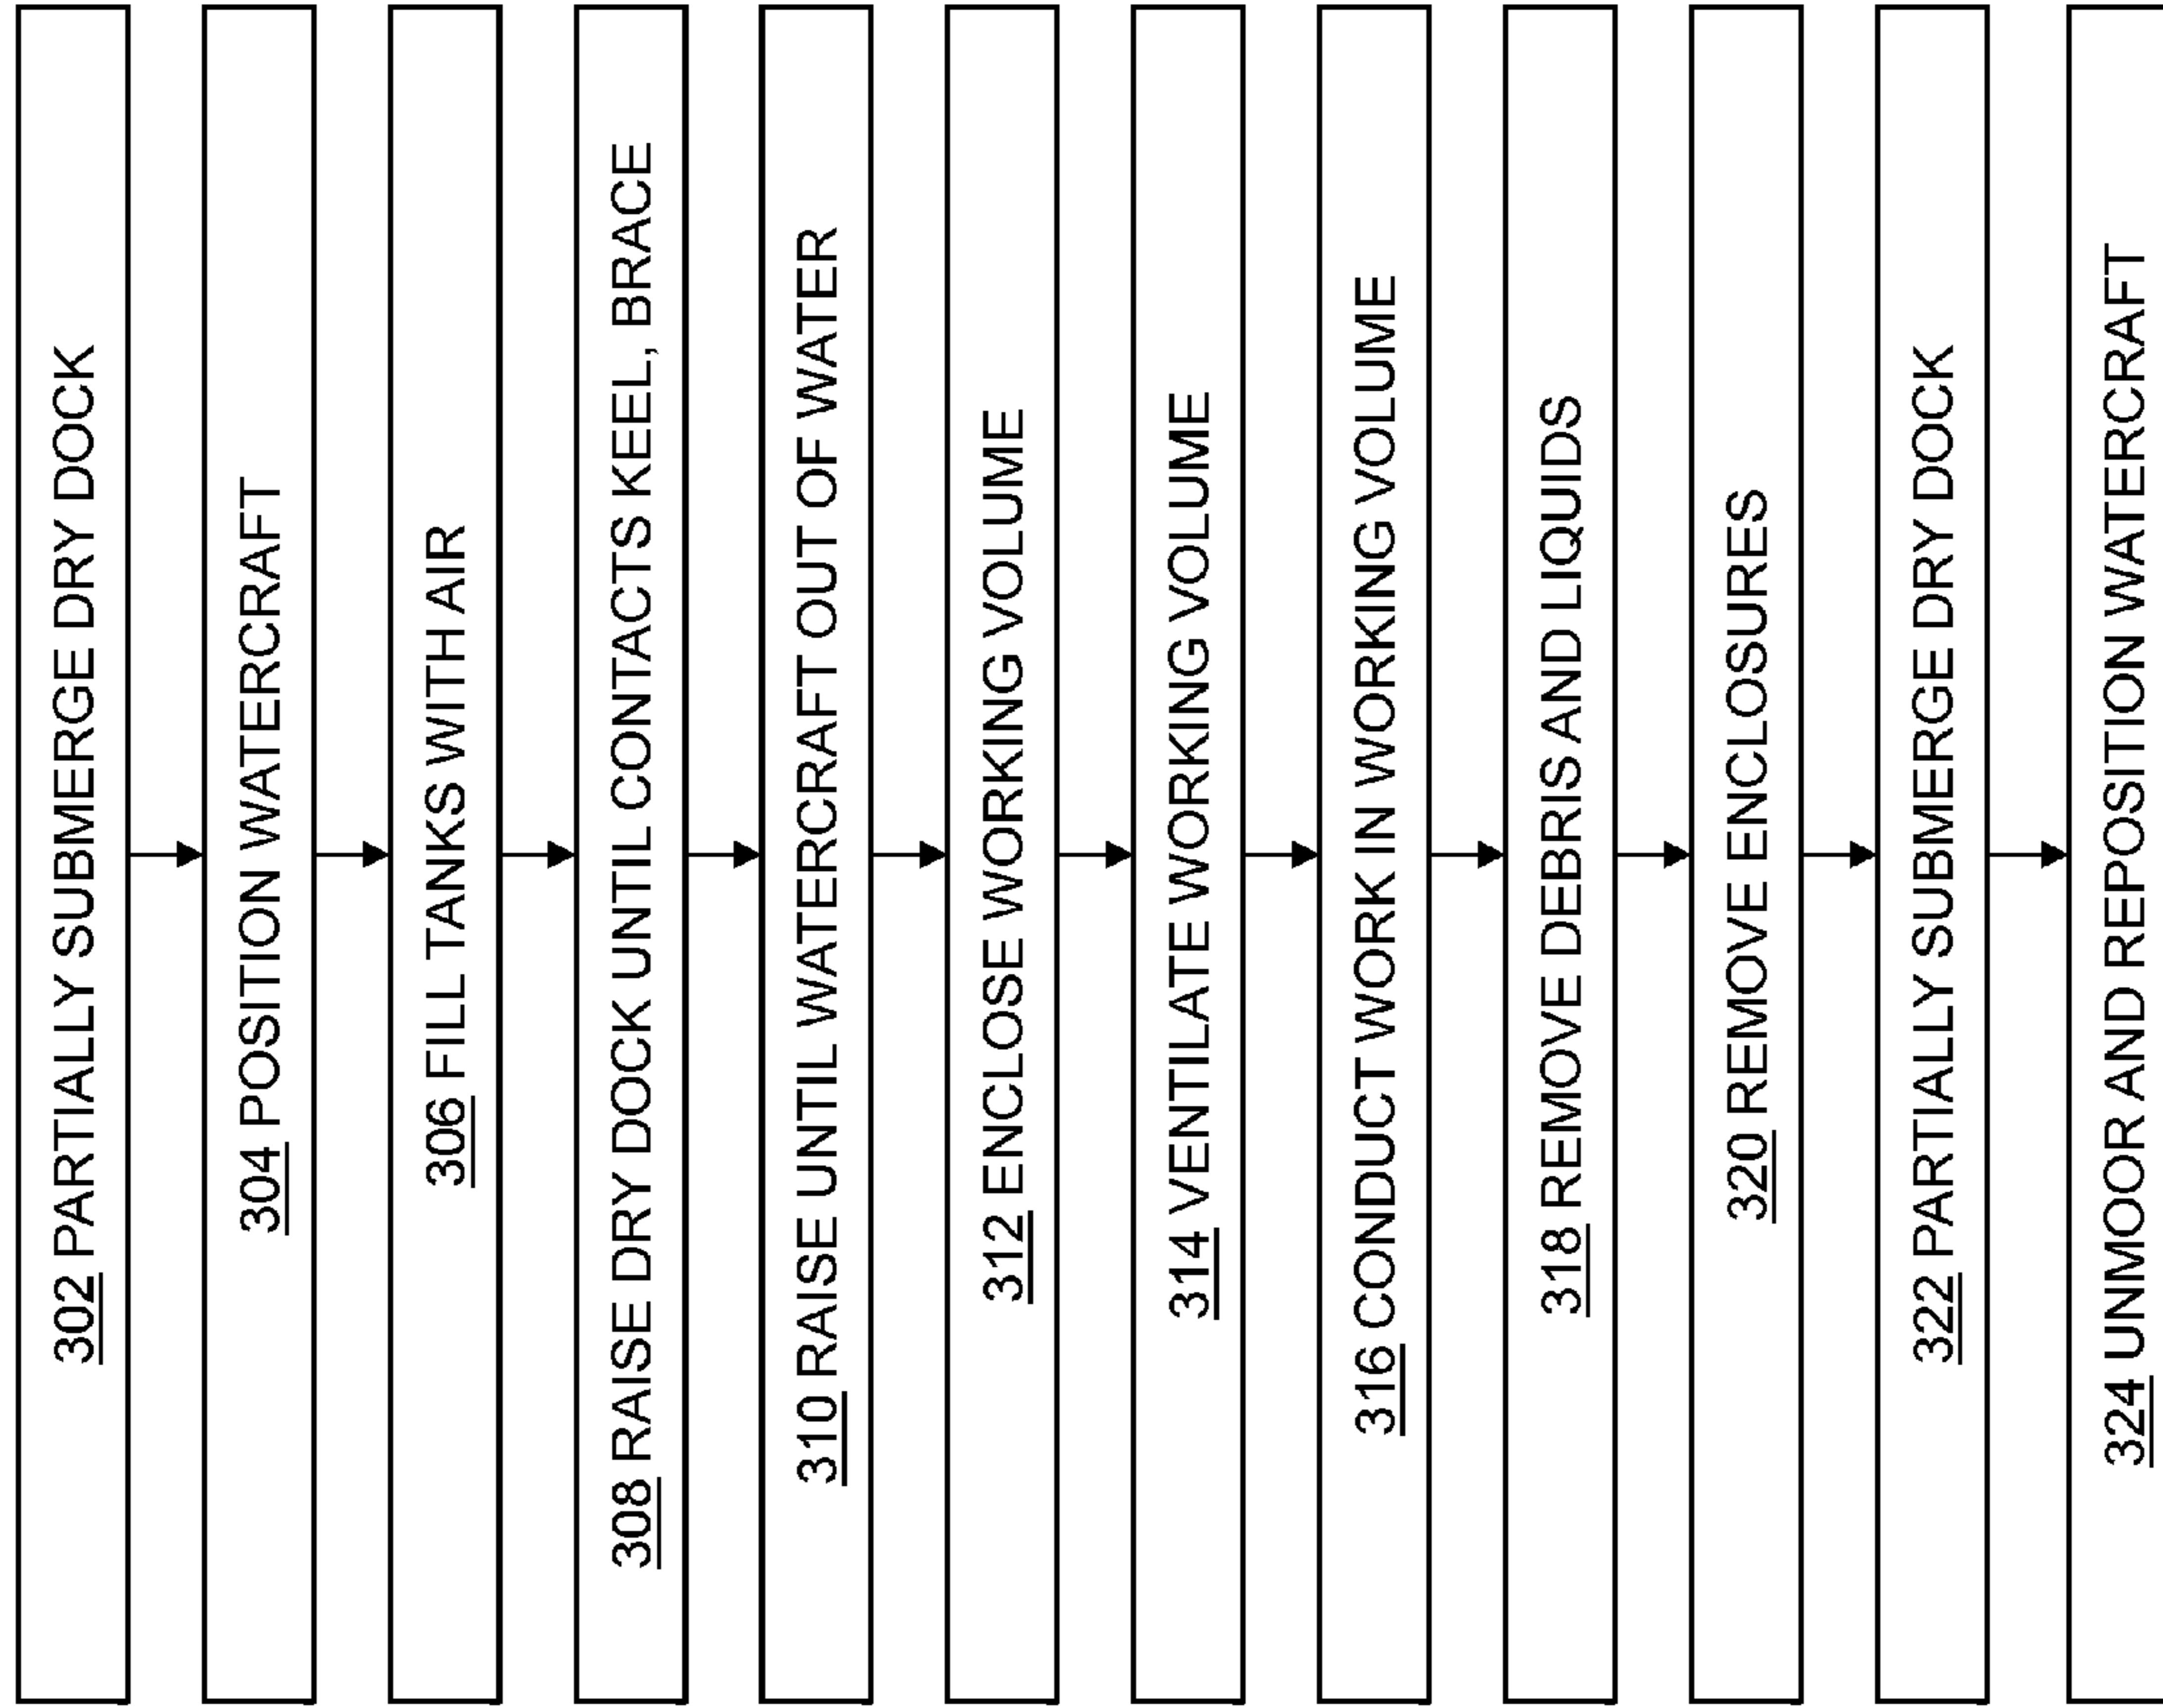 302 PARTIALLY SUBMERGE DRY DOCK
304 POSITION WATERCRAFT
306 FILL TANKS WITH AIR
308 RAISE DRY DOCK UNTIL CONTACTS KEEL, BRACE
310 RAISE UNTIL WATERCRAFT OUT OF WATER
312 ENCLOSE WORKING VOLUME
314 VENTILATE WORKING VOLUME
316 CONDUCT WORK IN WORKING VOLUME
318 REMOVE DEBRIS AND LIQUIDS
320 REMOVE ENCLOSURES
322 PARTIALLY SUBMERGE DRY DOCK
324 UNMOOR AND REPOSITION WATERCRAFT